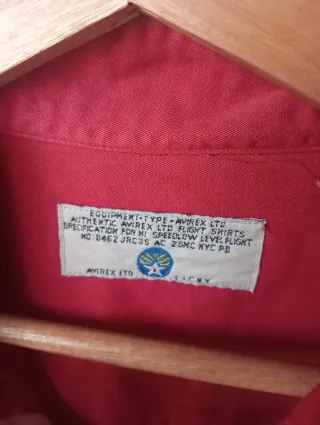 EQUIPMENT-TYPE-AVIREX LTD
AUTHENTIC AVIREX LTD FLIGHT SHIRTS
SPECIFICATION FOR HI SPEEDLOW LEVEL FLIGHT
NO. 8462 JRC35 AC 25MC NYC PB
AVIREX LTD